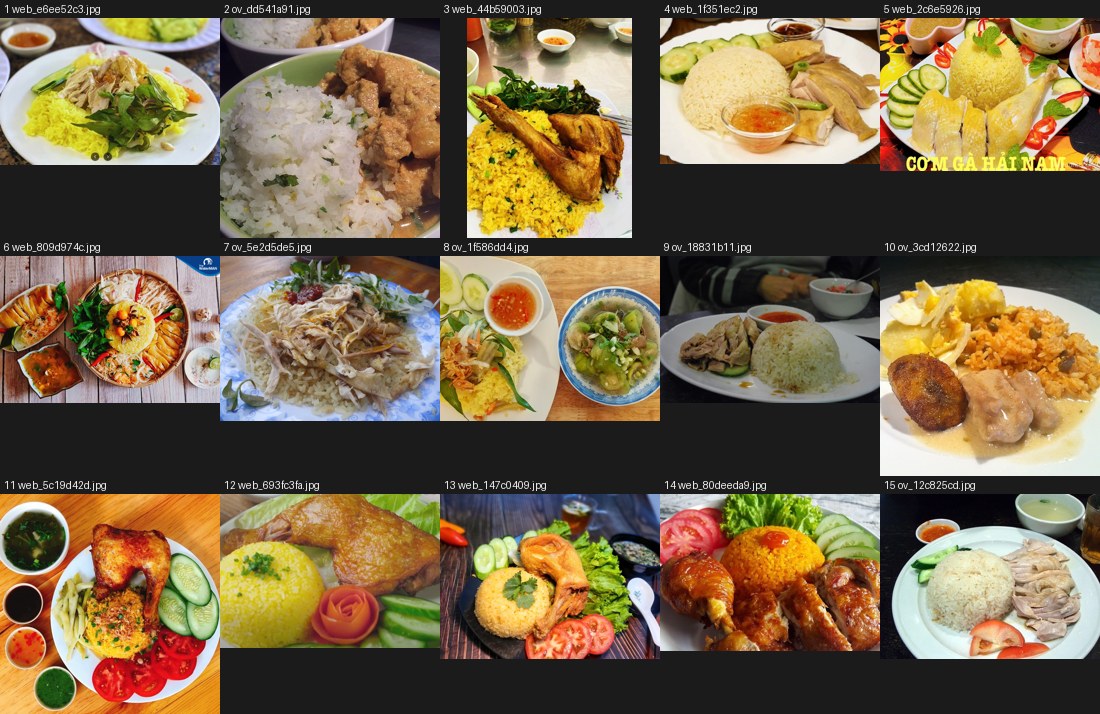 1 web_e6ee52c3.jpg
2 ov_dd541a91.jpg
3 web_44b59003.jpg
4 web_1f351ec2.jpg
5 web_2c6e5926.jpg
CƠM GÀ HẢI NAM
6 web_809d974c.jpg
7 ov_5e2d5de5.jpg
8 ov_1f586dd4.jpg
9 ov_18831b11.jpg
10 ov_3cd12622.jpg
11 web_5c19d42d.jpg
12 web_693fc3fa.jpg
13 web_147c0409.jpg
14 web_80deeda9.jpg
15 ov_12c825cd.jpg